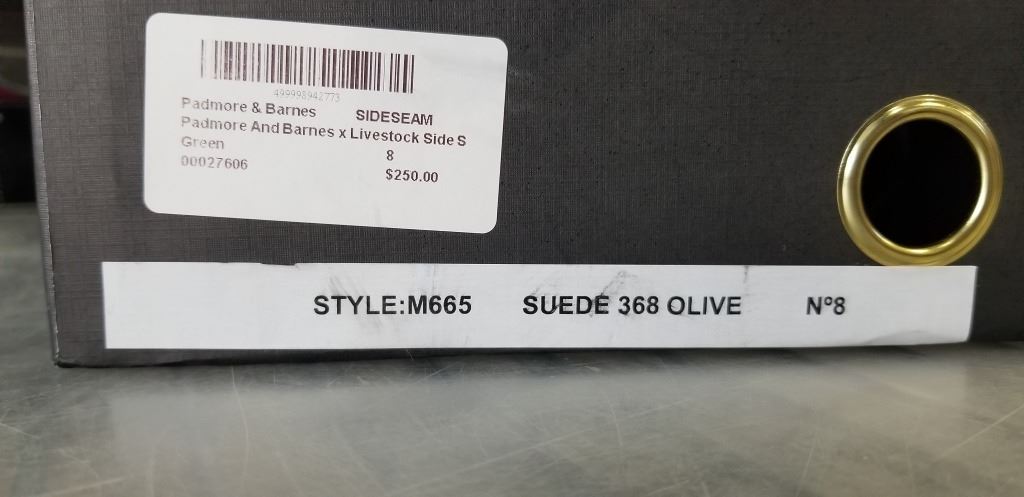 499998942773
Padmore & Barnes SIDESEAM
Padmore And Barnes x Livestock Side S
Green 8
00027606 $250.00
STYLE:M665 SUEDE 368 OLIVE N°8